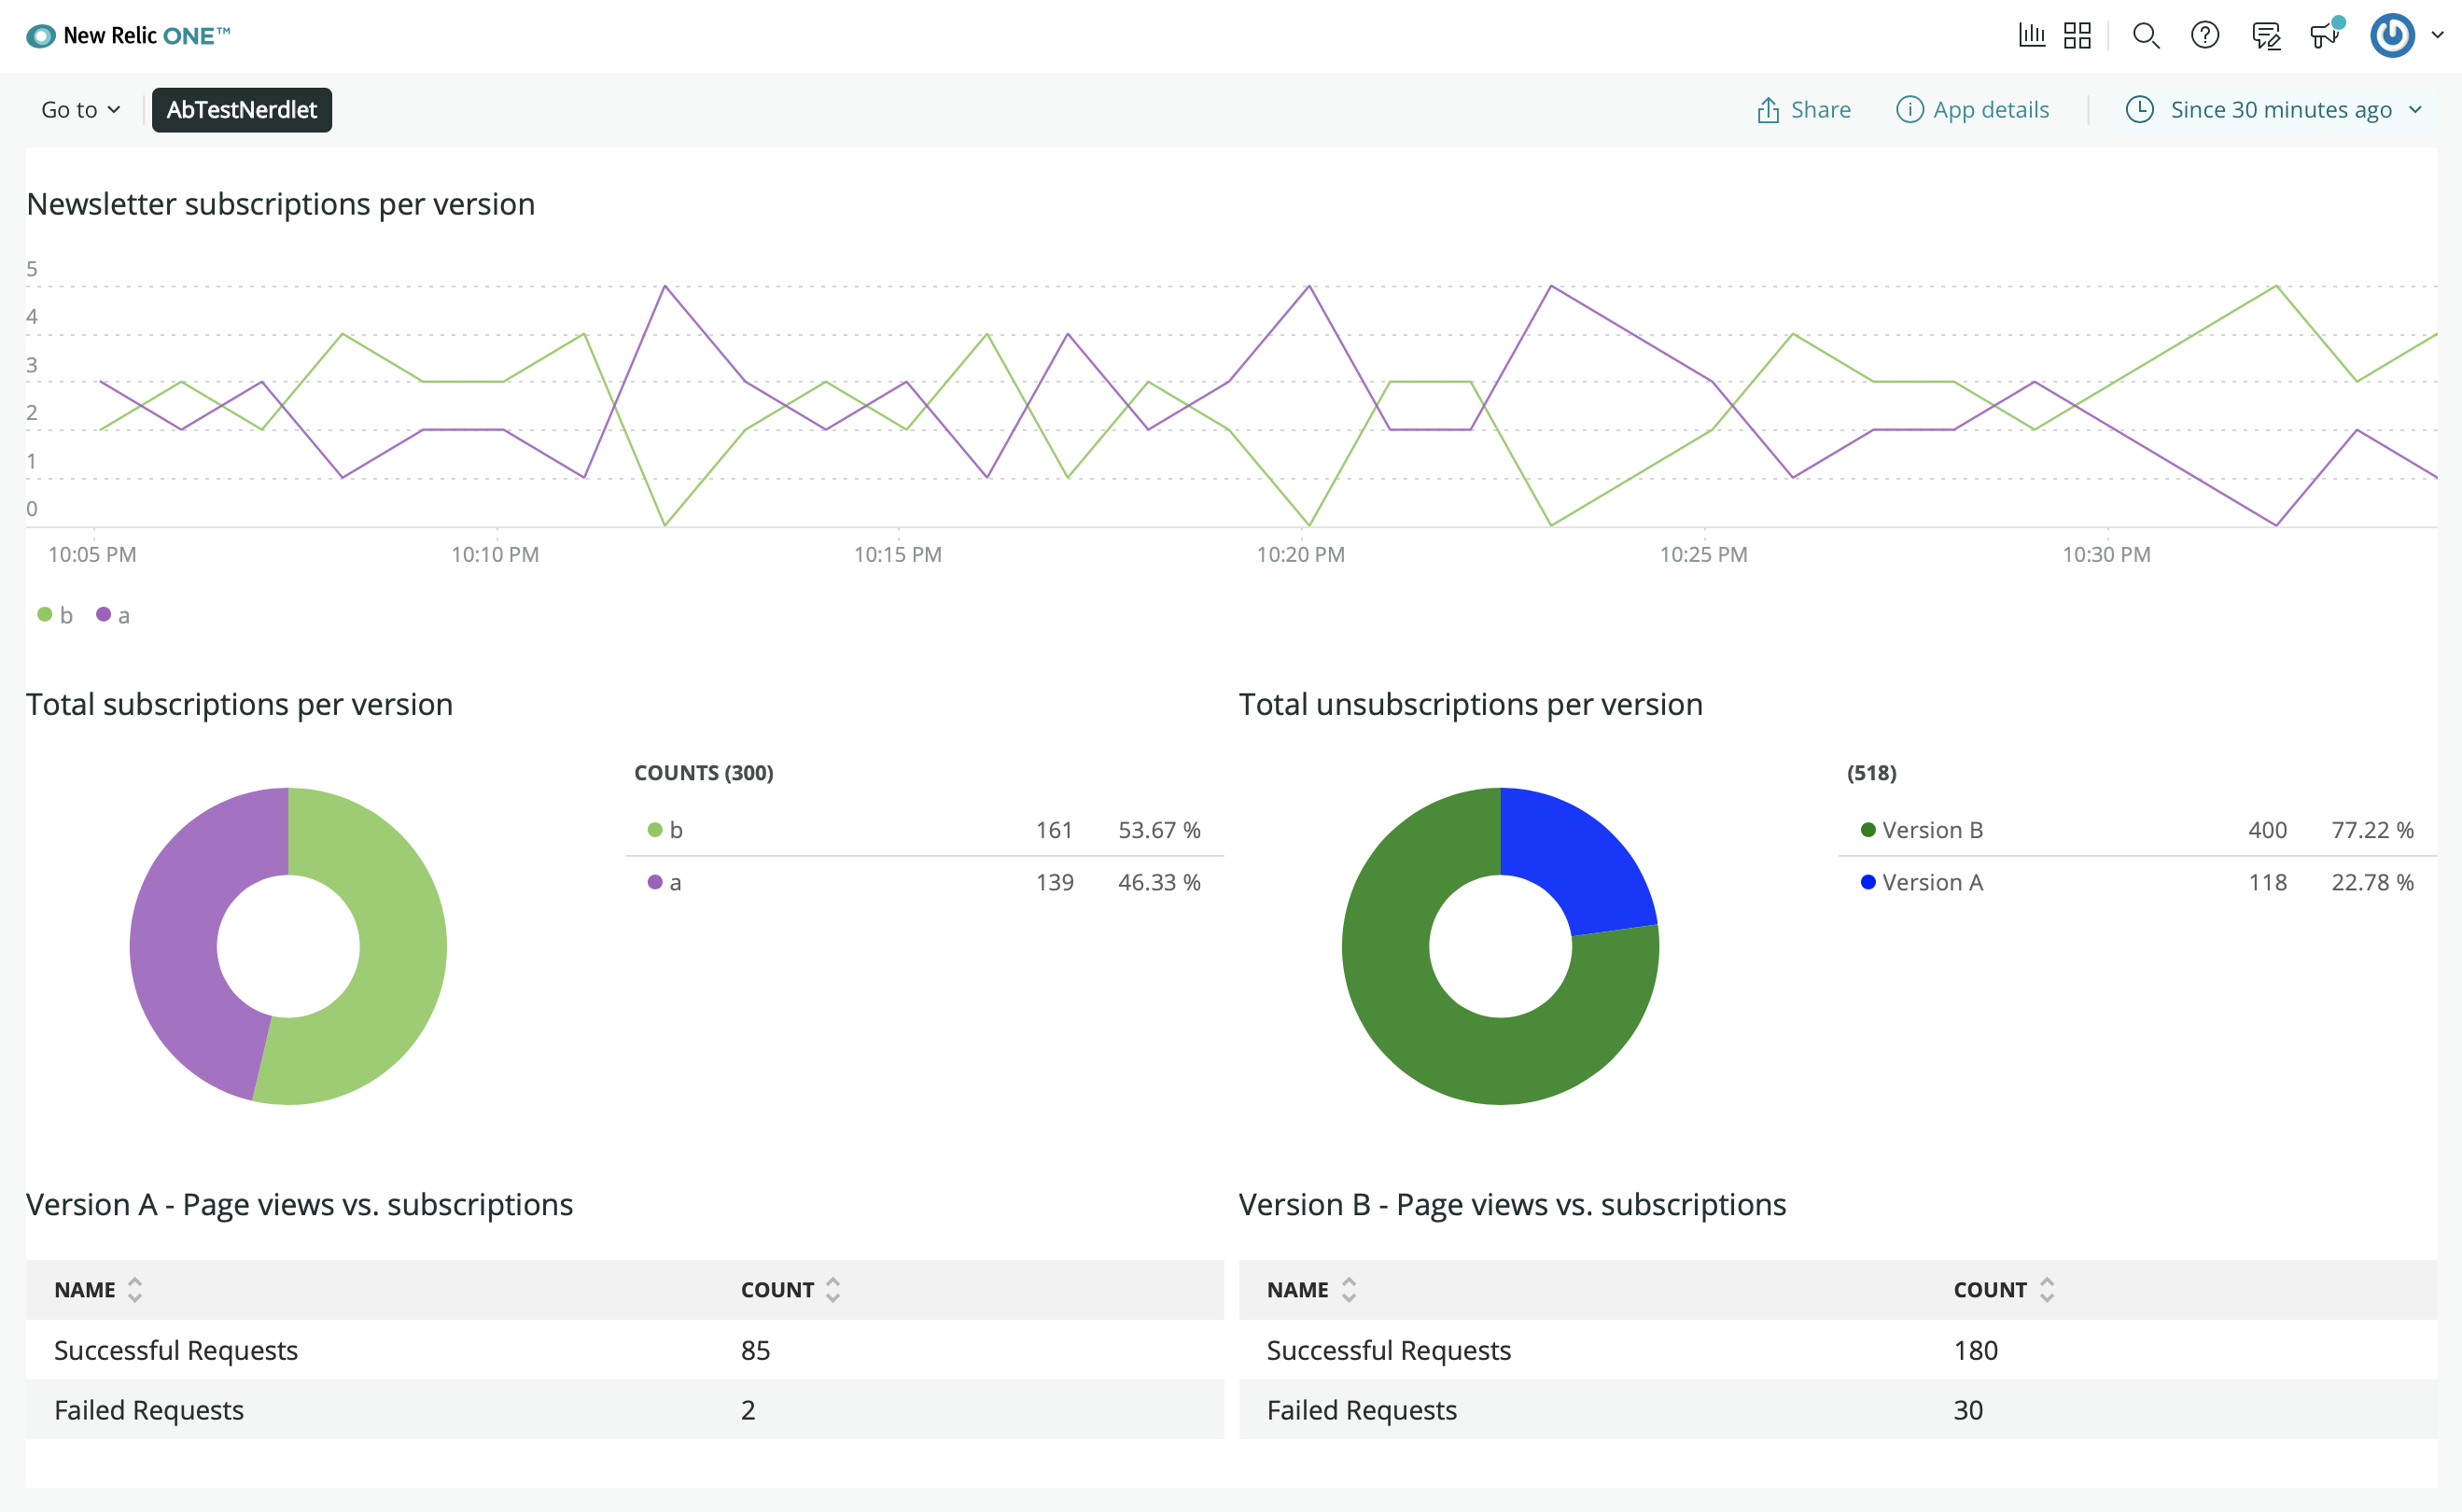 New Relic ONE™
Go to
AbTestNerdlet
Share
App details
Since 30 minutes ago
Newsletter subscriptions per version
5
4
3
2
1
0
10:05 PM 10:10 PM 10:15 PM 10:20 PM 10:25 PM 10:30 PM
b a
Total subscriptions per version
COUNTS (300)
b 161 53.67 %
a 139 46.33 %
Total unsubscriptions per version
(518)
Version B 400 77.22 %
Version A 118 22.78 %
Version A - Page views vs. subscriptions
NAME COUNT
Successful Requests 85
Failed Requests 2
Version B - Page views vs. subscriptions
NAME COUNT
Successful Requests 180
Failed Requests 30